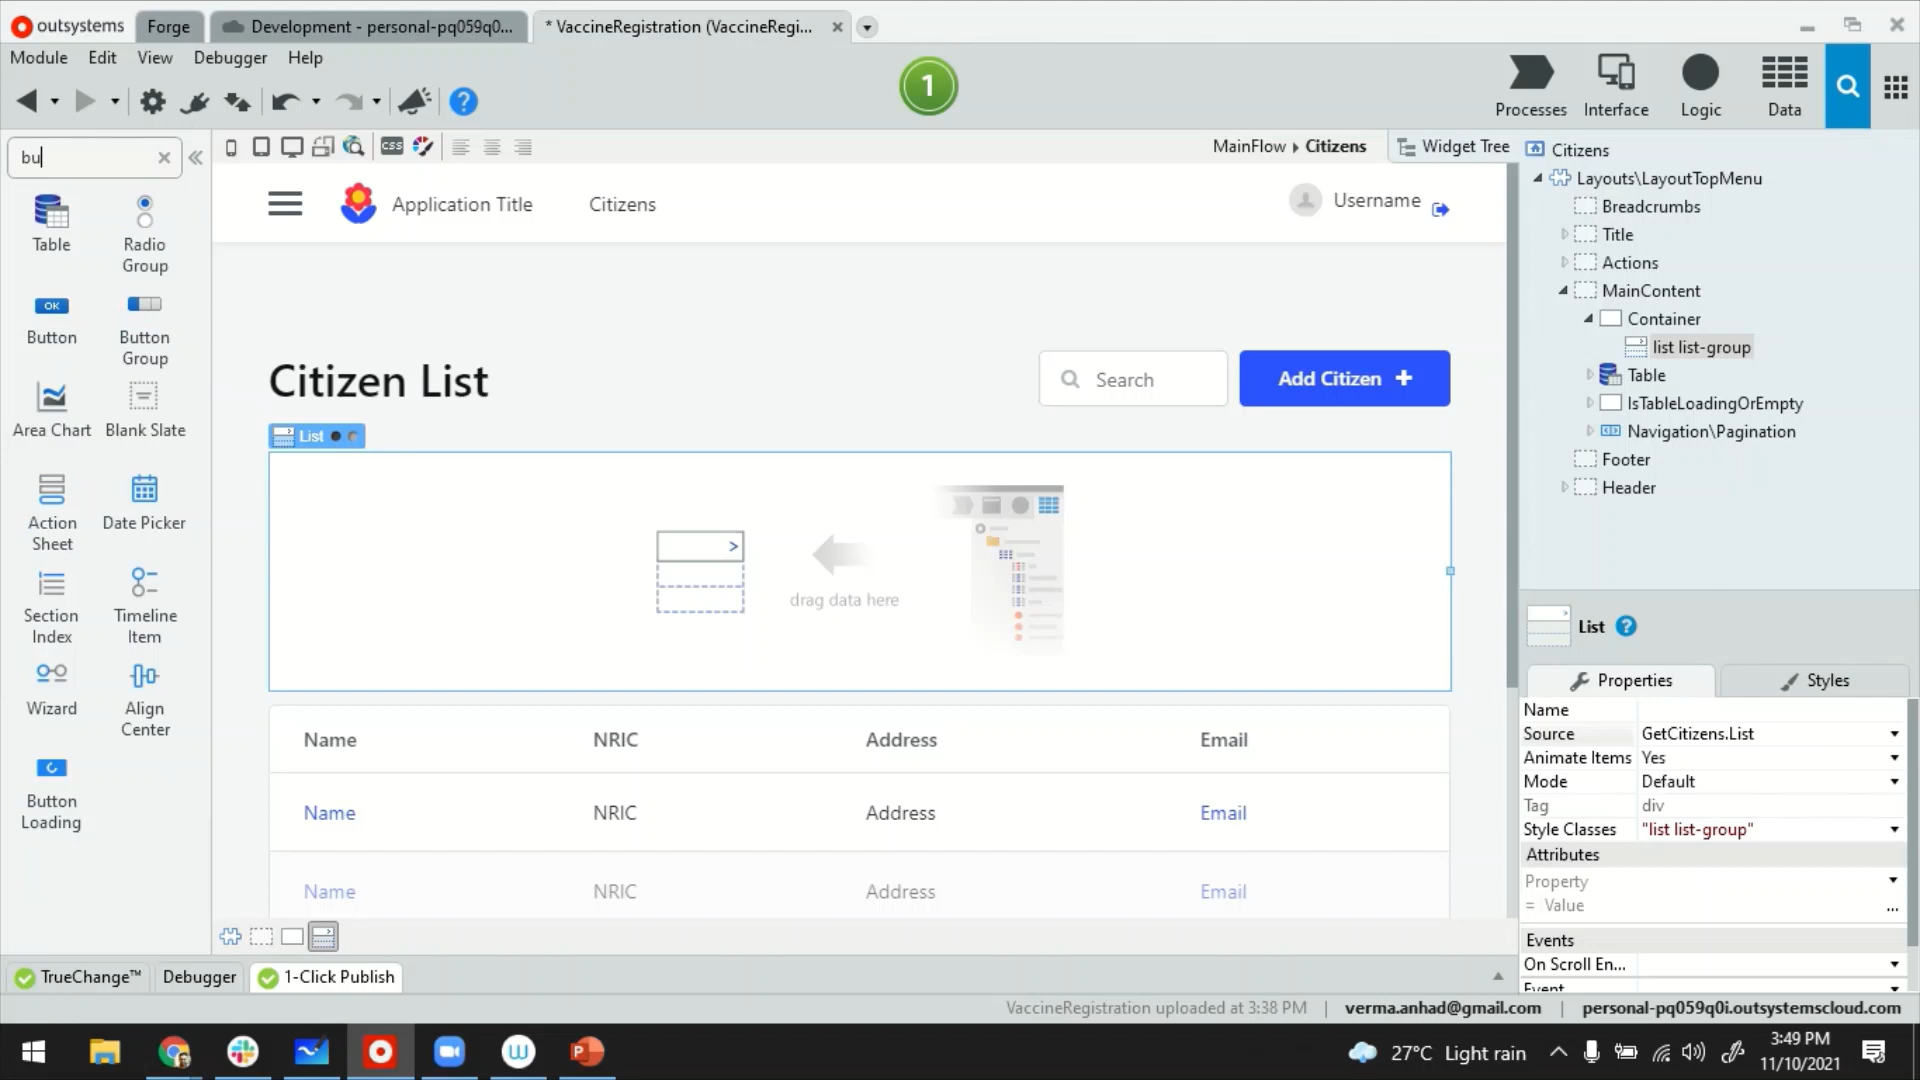 outsystems
Forge
Development - personal-pq059q0...
* VaccineRegistration (VaccineRegi...
Module Edit View Debugger Help
1
Processes Interface Logic Data
bu
MainFlow Citizens
Widget Tree
Table
Radio
Group
Button
Button
Group
Area Chart
Blank Slate
Action
Sheet
Date Picker
Section
Index
Timeline
Item
Wizard
Align
Center
Button
Loading
OK
CSS
Application Title
Citizens
Username
Citizen List
Search
Add Citizen +
List
drag data here
Name NRIC Address Email
Name NRIC Address Email
Name NRIC Address Email
Citizens
Layouts\LayoutTopMenu
Breadcrumbs
Title
Actions
MainContent
Container
list list-group
Table
IsTableLoadingOrEmpty
Navigation\Pagination
Footer
Header
List ?
Properties
Styles
Name
Source GetCitizens.List
Animate Items Yes
Mode Default
Tag div
Style Classes "list list-group"
Attributes
Property
= Value ...
Events
On Scroll En...
Event
TrueChange™ Debugger 1-Click Publish
VaccineRegistration uploaded at 3:38 PM | verma.anhad@gmail.com | personal-pq059q0i.outsystemscloud.com
27°C Light rain
3:49 PM
11/10/2021